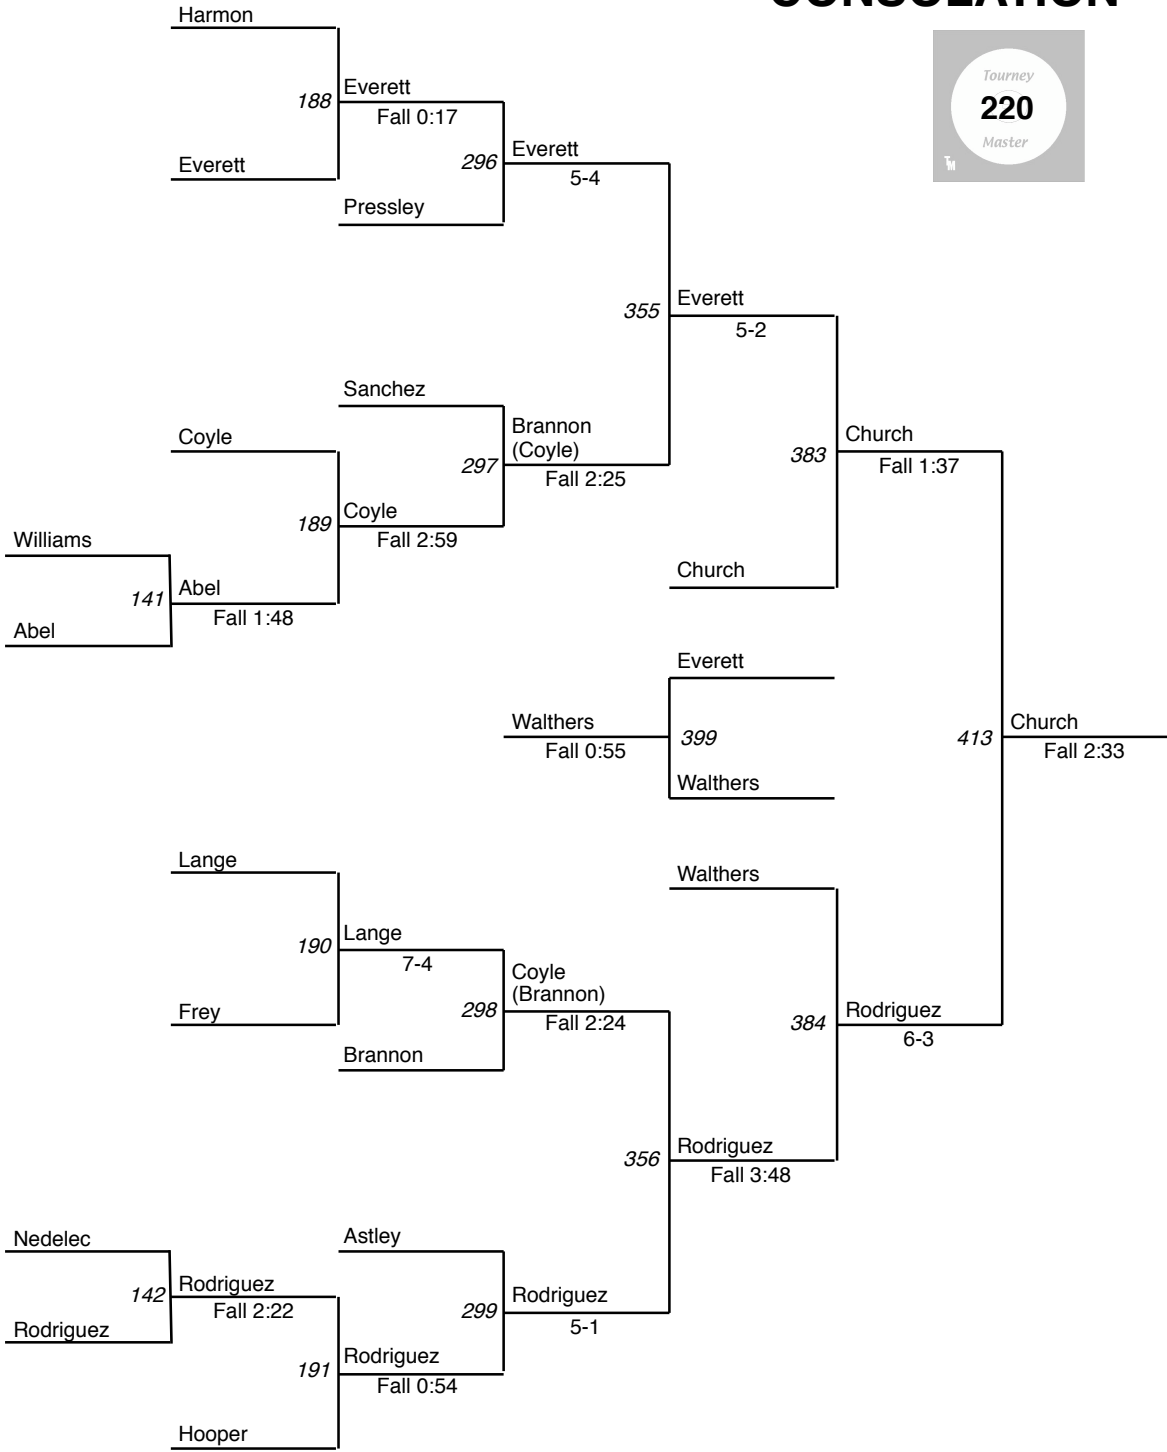 CONSOLATION
Harmon
Tourney
220
Master
TM
188
Everett
Fall 0:17
Everett
296
Everett
5-4
Pressley
355
Everett
5-2
Sanchez
Coyle
297
Brannon
(Coyle)
Fall 2:25
383
Church
Fall 1:37
189
Coyle
Fall 2:59
Williams
141
Abel
Fall 1:48
Abel
Church
Everett
Walthers
Fall 0:55
399
Walthers
413
Church
Fall 2:33
Lange
Walthers
190
Lange
7-4
Frey
298
Coyle
(Brannon)
Fall 2:24
Brannon
384
Rodriguez
6-3
356
Rodriguez
Fall 3:48
Nedelec
Astley
142
Rodriguez
Fall 2:22
Rodriguez
299
Rodriguez
5-1
191
Rodriguez
Fall 0:54
Hooper